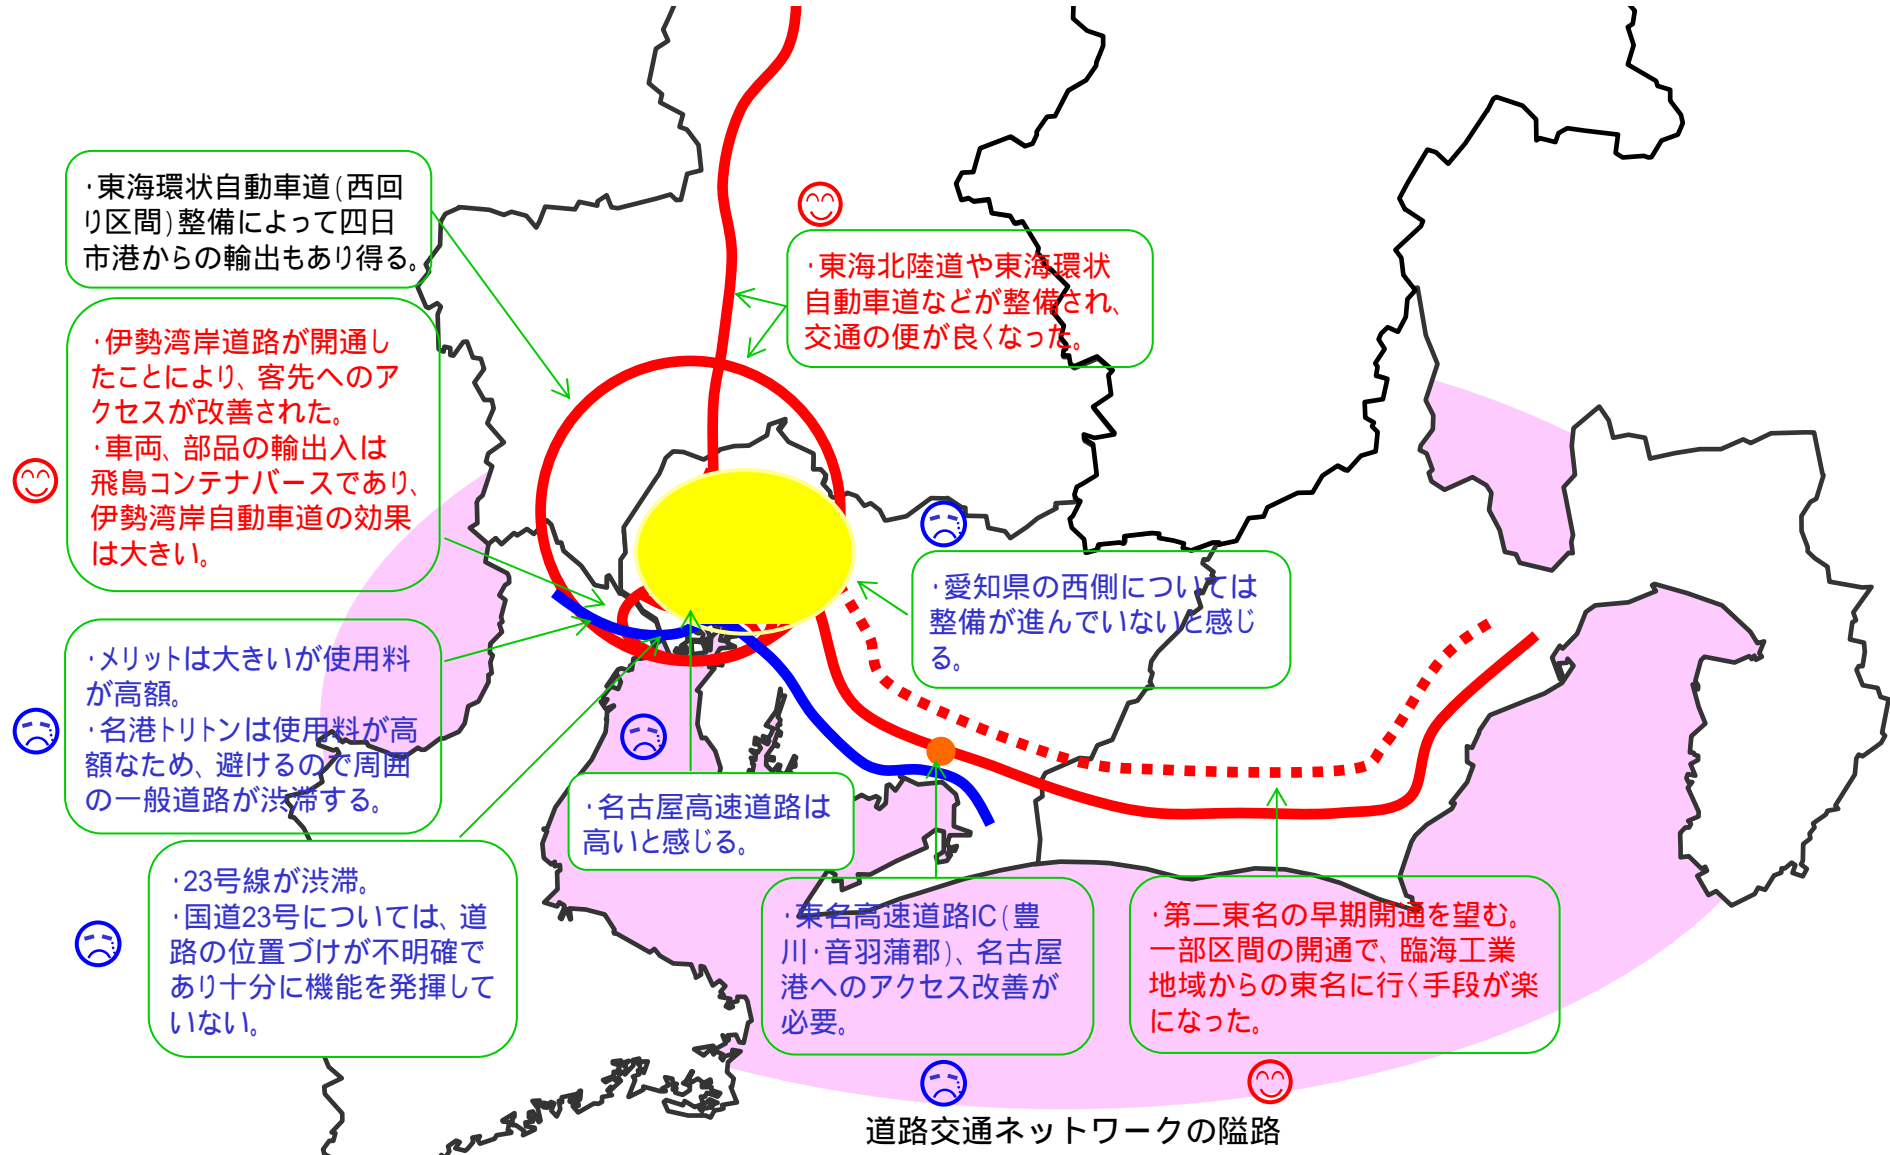 ・東海環状自動車道(西回
り区間)整備によって四日
市港からの輸出もあり得る。
・東海北陸道や東海環状
自動車道などが整備され、
交通の便が良くなった。
・伊勢湾岸道路が開通し
たことにより、客先へのア
クセスが改善された。
・車両、部品の輸出入は
飛島コンテナバースであり、
伊勢湾岸自動車道の効果
は大きい。
・愛知県の西側については
整備が進んでいないと感じ
る。
・メリットは大きいが使用料
が高額。
・名港トリトンは使用料が高
額なため、避けるので周囲
の一般道路が渋滞する。
・名古屋高速道路は
高いと感じる。
・23号線が渋滞。
・国道23号については、道
路の位置づけが不明確で
あり十分に機能を発揮して
いない。
・東名高速道路IC(豊
川・音羽蒲郡)、名古屋
港へのアクセス改善が
必要。
・第二東名の早期開通を望む。
一部区間の開通で、臨海工業
地域からの東名に行く手段が楽
になった。
道路交通ネットワークの隘路